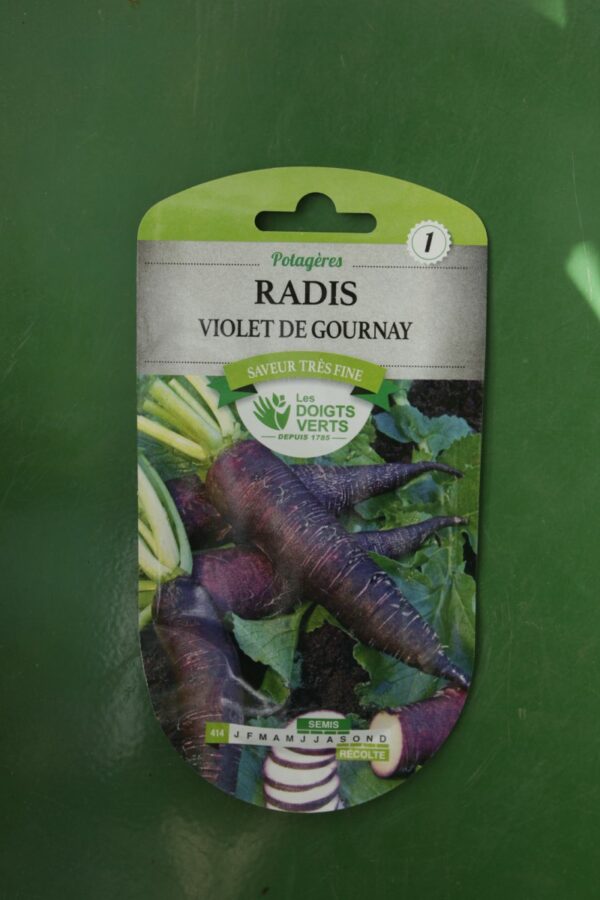 1
Potagères
RADIS
VIOLET DE GOURNAY
SAVEUR TRÈS FINE
Les
DOIGTS
VERTS
DEPUIS 1785
SEMIS
414 J F M A M J J A S O N D
RÉCOLTE